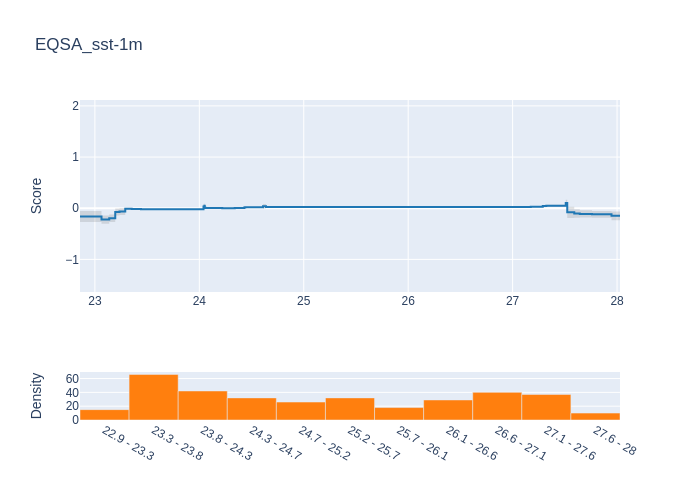 EQSA_sst-1m
Score
2
1
0
−1
23 24 25 26 27 28
Density
60
40
20
0
22.9 - 23.3
23.3 - 23.8
23.8 - 24.3
24.3 - 24.7
24.7 - 25.2
25.2 - 25.7
25.7 - 26.1
26.1 - 26.6
26.6 - 27.1
27.1 - 27.6
27.6 - 28